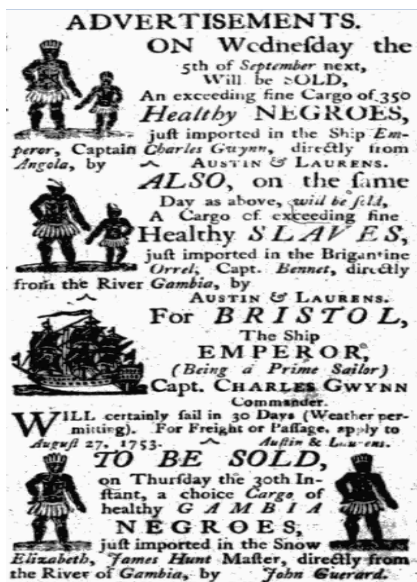 ADVERTISEMENTS.
ON Wednesday the
5th of September next,
Will be SOLD,
An exceeding fine Cargo of 350
Healthy NEGROES,
just imported in the Ship Em-
peror, Captain Charles Gwynn, directly from
Angola, by AUSTIN & LAURENS.
ALSO, on the same
Day as above, will be sold,
A Cargo of exceeding fine
Healthy SLAVES,
just imported in the Brigantine
Orrel, Capt. Bennet, directly
from the River Gambia, by
AUSTIN & LAURENS.
For BRISTOL,
The Ship
EMPEROR,
(Being a Prime Sailor)
Capt. CHARLES GWYNN
Commander.
WILL certainly sail in 30 Days (Weather per-
mitting). For Freight or Passage, apply to
August 27, 1753. Austin & Laurens.
TO BE SOLD,
on Thursday the 30th In-
stant, a choice Cargo of
healthy GAMBIA
NEGROES,
just imported in the Snow
Elizabeth, James Hunt Master, directly from
the River of Gambia, by John Guerard.